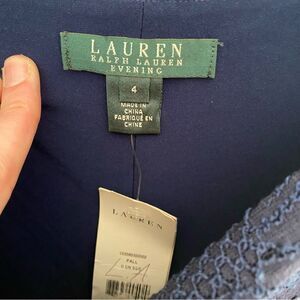 LAUREN
RALPH LAUREN
EVENING
4
MADE IN
CHINA
FABRIQUÉ EN
CHINE
LAUREN
FALL